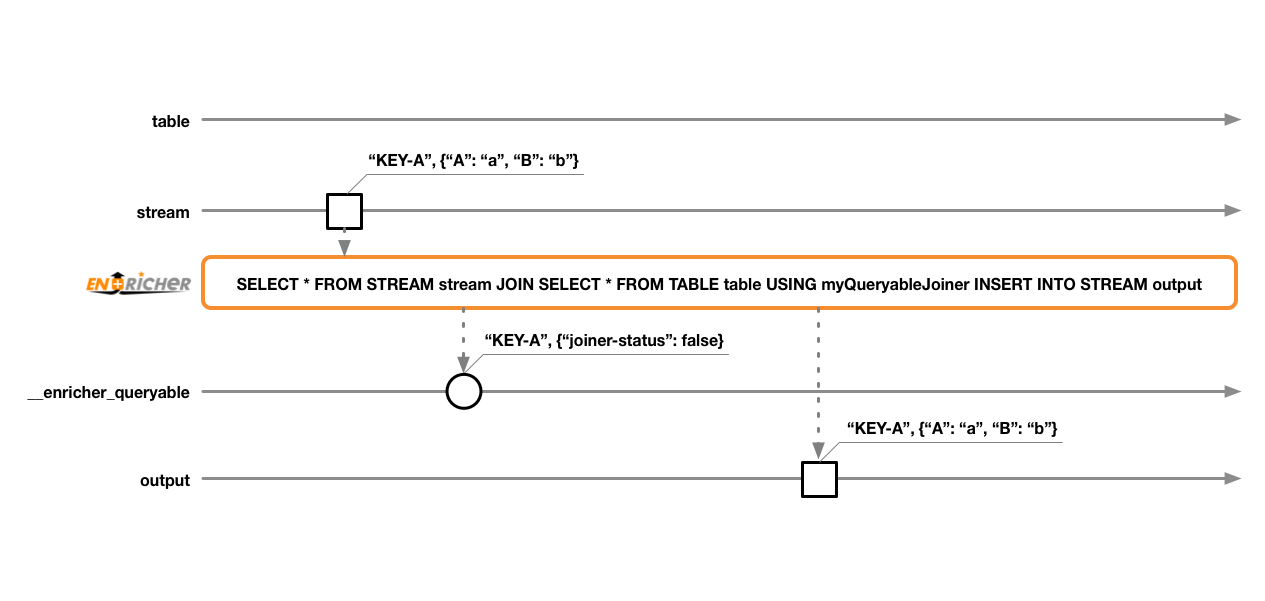 table
“KEY-A”, {“A”: “a”, “B”: “b”}
stream
ENRICHER
SELECT * FROM STREAM stream JOIN SELECT * FROM TABLE table USING myQueryableJoiner INSERT INTO STREAM output
“KEY-A”, {“joiner-status”: false}
__enricher_queryable
“KEY-A”, {“A”: “a”, “B”: “b”}
output